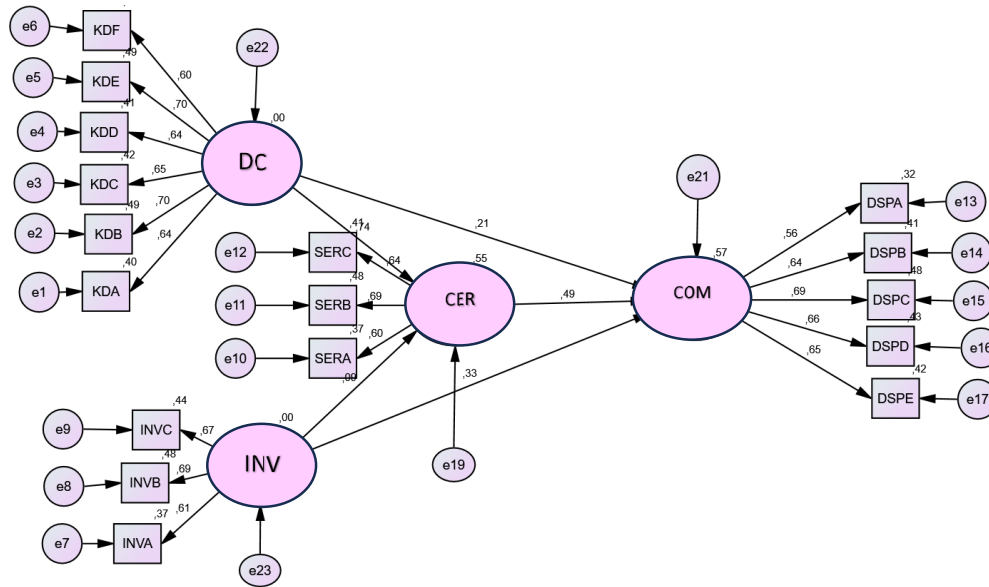 e6
KDF
,60
e5
,49
KDE
,70
e4
,41
KDD
,64
e3
,42
KDC
,65
e2
,49
KDB
,70
e1
,40
KDA
,64
e22
,00
DC
,21
,74
e12
,41
SERC
,64
e11
,48
SERB
,69
e10
,37
SERA
,60
,55
CER
,49
e19
,09
,33
e9
,44
INVC
,67
e8
,48
INVB
,69
e7
,37
INVA
,61
,00
INV
e23
e21
,57
COM
,32
DSPA
,56
e13
,41
DSPB
,64
e14
,48
DSPC
,69
e15
,43
DSPD
,66
e16
,42
DSPE
,65
e17